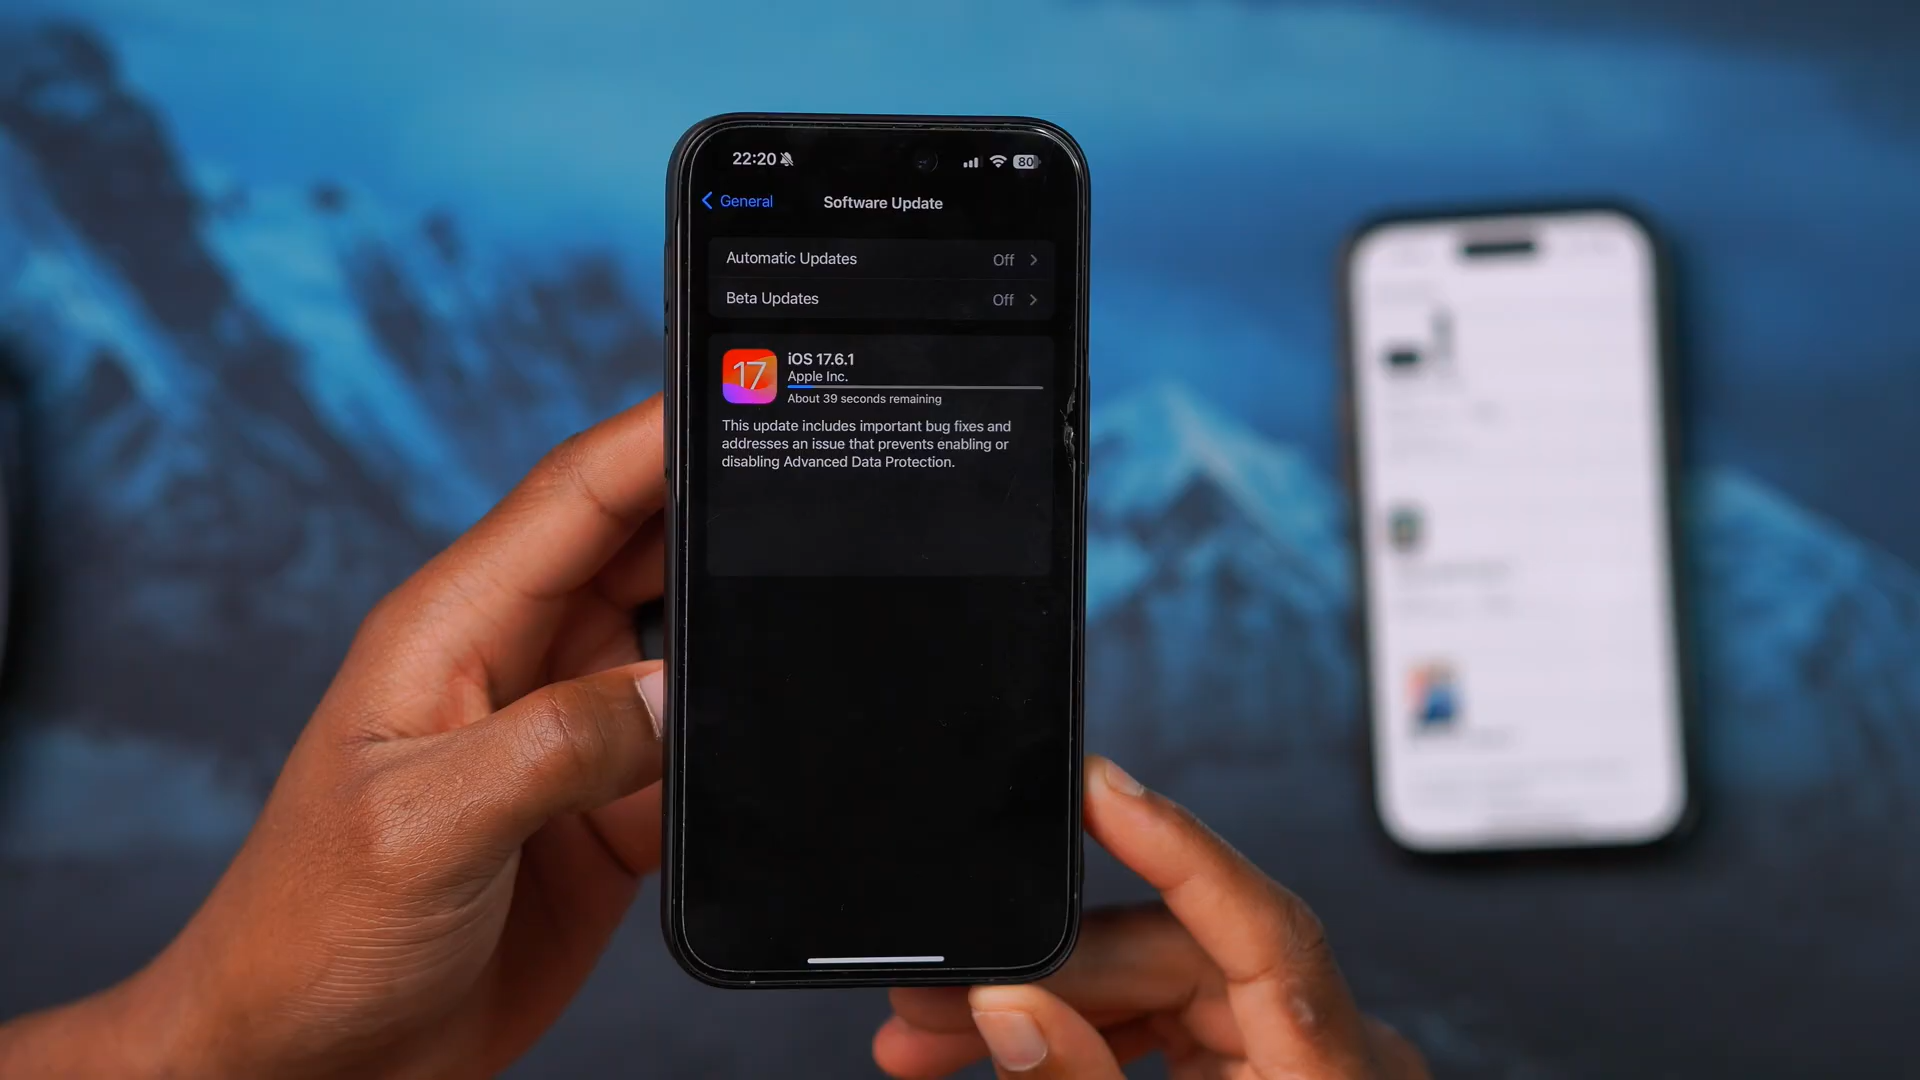 22:20
80
General
Software Update
Automatic Updates Off
Beta Updates Off
17
iOS 17.6.1
Apple Inc.
About 39 seconds remaining
This update includes important bug fixes and
addresses an issue that prevents enabling or
disabling Advanced Data Protection.